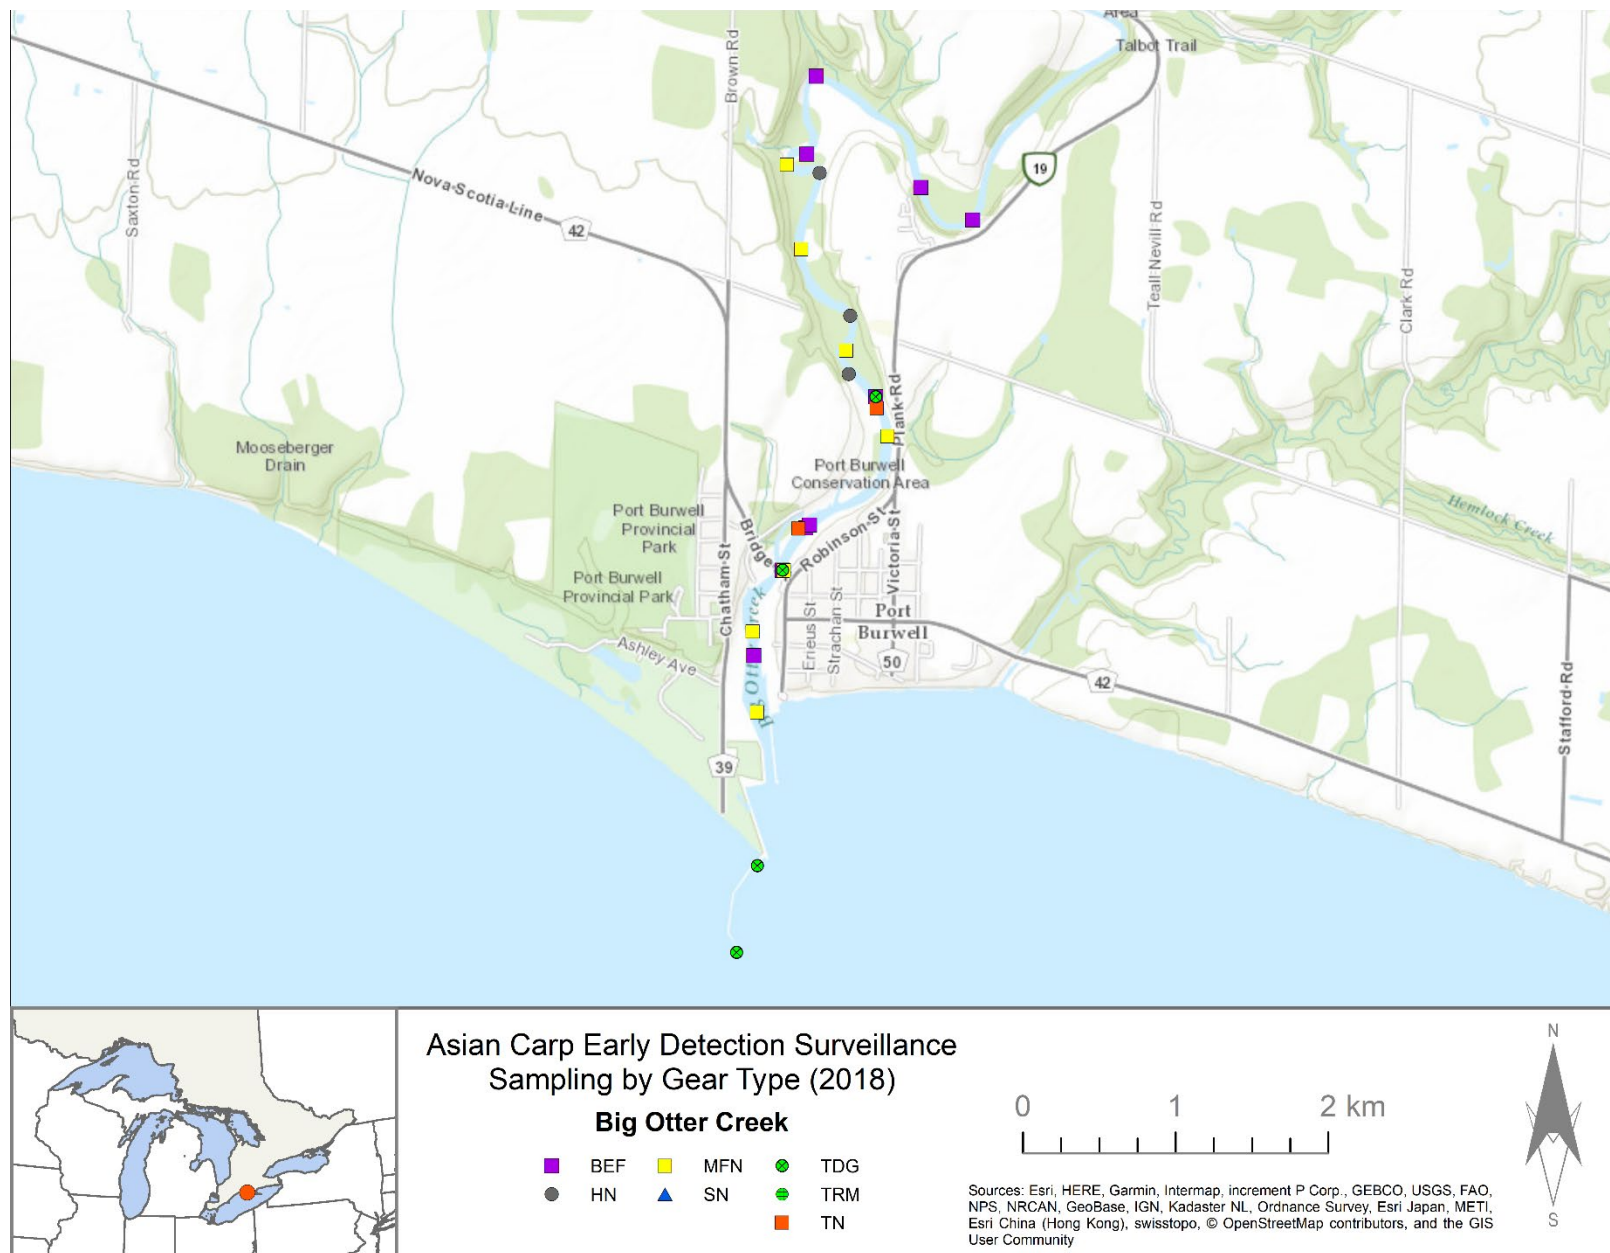 Area
Talbot Trail
Brown Rd
19
Saxton Rd
Nova Scotia Line
42
Teall Nevill Rd
Clark Rd
Plank Rd
Mooseberger
Drain
Port Burwell
Conservation Area
Hemlock Creek
Port Burwell
Provincial
Park
Bridge
Robinson St
Victoria St
Port Burwell
Provincial Park
Chatham St
Erieus St
Strachan St
Port
Burwell
Ashley Ave
50
42
Stafford Rd
39
Asian Carp Early Detection Surveillance
Sampling by Gear Type (2018)
Big Otter Creek
BEF MFN TDG
HN SN TRM
TN
0 1 2 km
N
S
Sources: Esri, HERE, Garmin, Intermap, increment P Corp., GEBCO, USGS, FAO,
NPS, NRCAN, GeoBase, IGN, Kadaster NL, Ordnance Survey, Esri Japan, METI,
Esri China (Hong Kong), swisstopo, © OpenStreetMap contributors, and the GIS
User Community